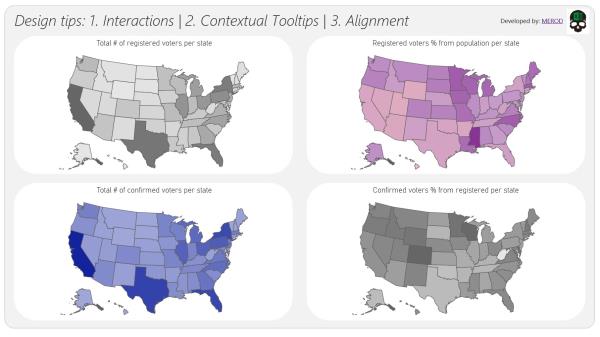 Design tips: 1. Interactions | 2. Contextual Tooltips | 3. Alignment
Developed by: MEROD
Total # of registered voters per state
Registered voters % from population per state
Total # of confirmed voters per state
Confirmed voters % from registered per state